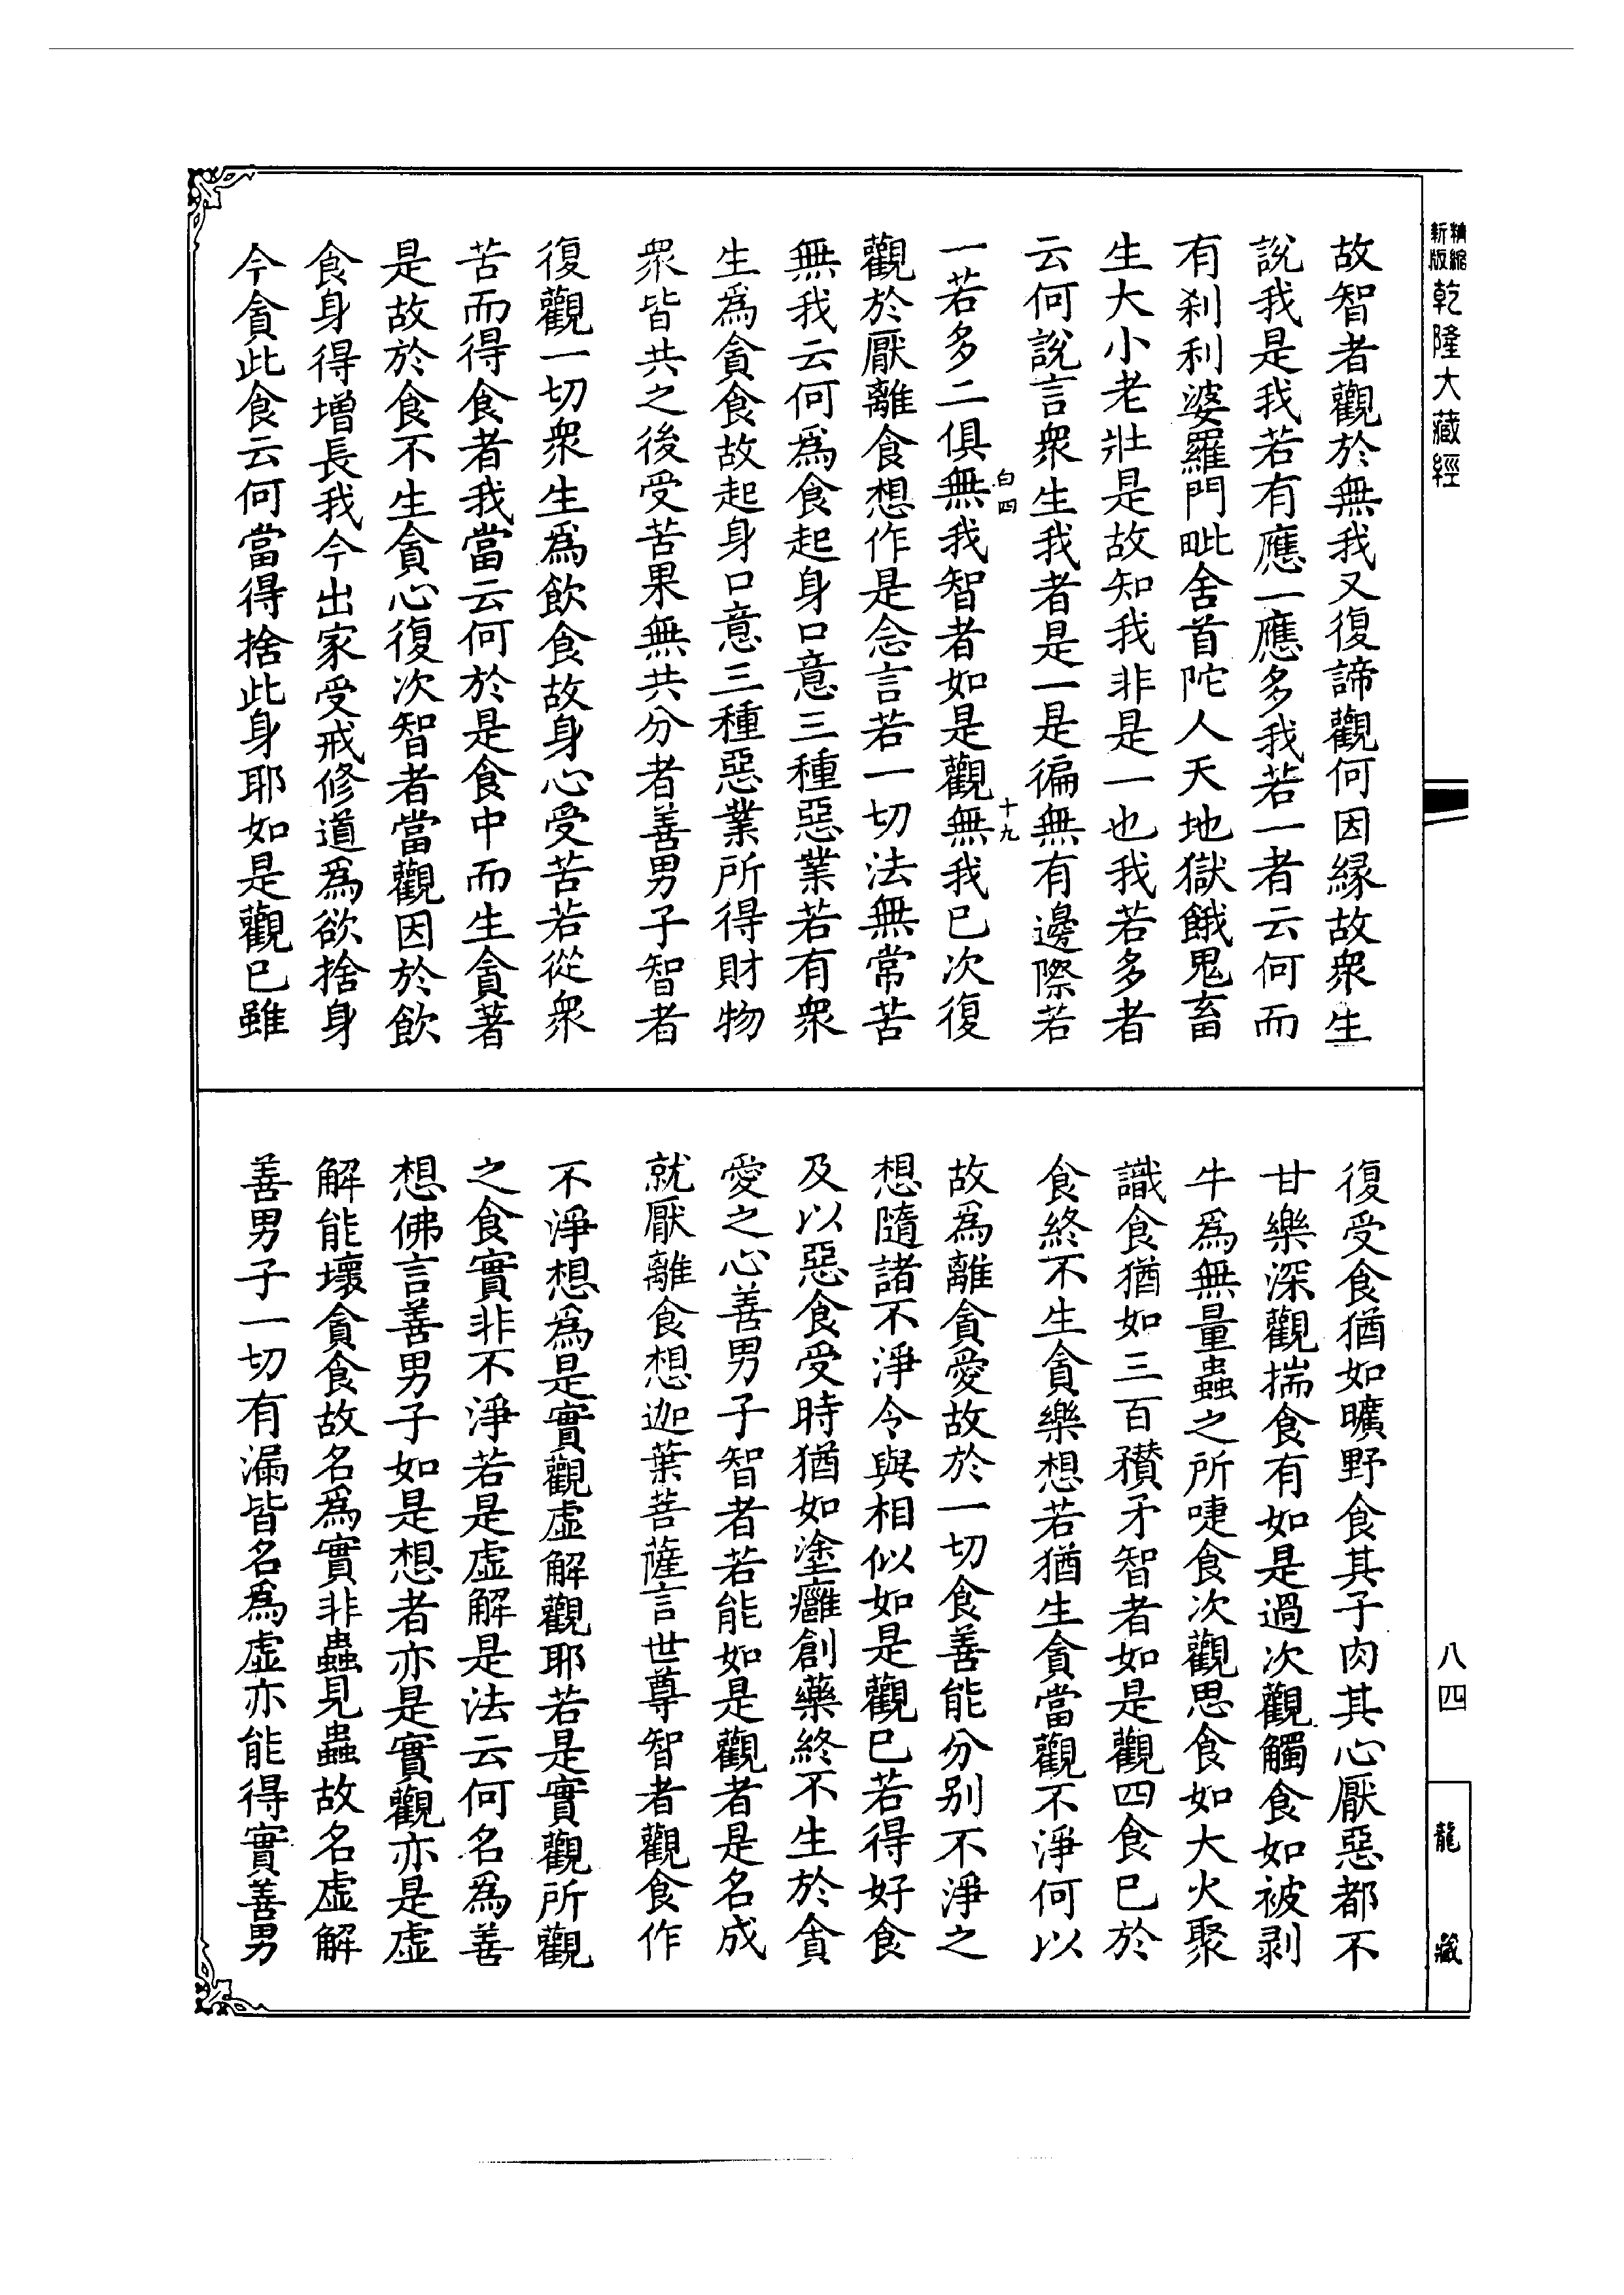 精縮
新版
乾隆大藏經
故智者觀於無我又復諦觀何因緣故衆生
說我是我若有應一應多我若一者云何而
有刹利婆羅門毗舍首陀人天地獄餓鬼畜
生大小老壯是故知我非是一也我若多者
云何說言衆生我者是一是徧無有邊際若
白四
十九
一若多二俱無我智者如是觀無我已次復
觀於厭離食想作是念言若一切法無常苦
無我云何爲食起身口意三種惡業若有衆
生爲貪食故起身口意三種惡業所得財物
衆皆共之後受苦果無共分者善男子智者
復觀一切衆生爲飲食故身心受苦若從衆
苦而得食者我當云何於是食中而生貪著
是故於食不生貪心復次智者當觀因於飲
食身得增長我今出家受戒修道爲欲捨身
今貪此食云何當得捨此身耶如是觀已雖
復受食猶如曠野食其子肉其心厭惡都不
甘樂深觀揣食有如是過次觀觸食如被剥
牛爲無量蟲之所唼食次觀思食如大火聚
識食猶如三百穳矛智者如是觀四食已於
食終不生貪樂想若猶生貪當觀不淨何以
故爲離貪愛故於一切食善能分别不淨之
想隨諸不淨令與相似如是觀已若得好食
及以惡食受時猶如塗癰創藥終不生於貪
愛之心善男子智者若能如是觀者是名成
就厭離食想迦葉菩薩言世尊智者觀食作
不淨想爲是實觀虛解觀耶若是實觀所觀
之食實非不淨若是虛解是法云何名爲善
想佛言善男子如是想者亦是實觀亦是虛
解能壞貪食故名爲實非蟲見蟲故名虛解
善男子一切有漏皆名爲虛亦能得實善男
八四
龍藏